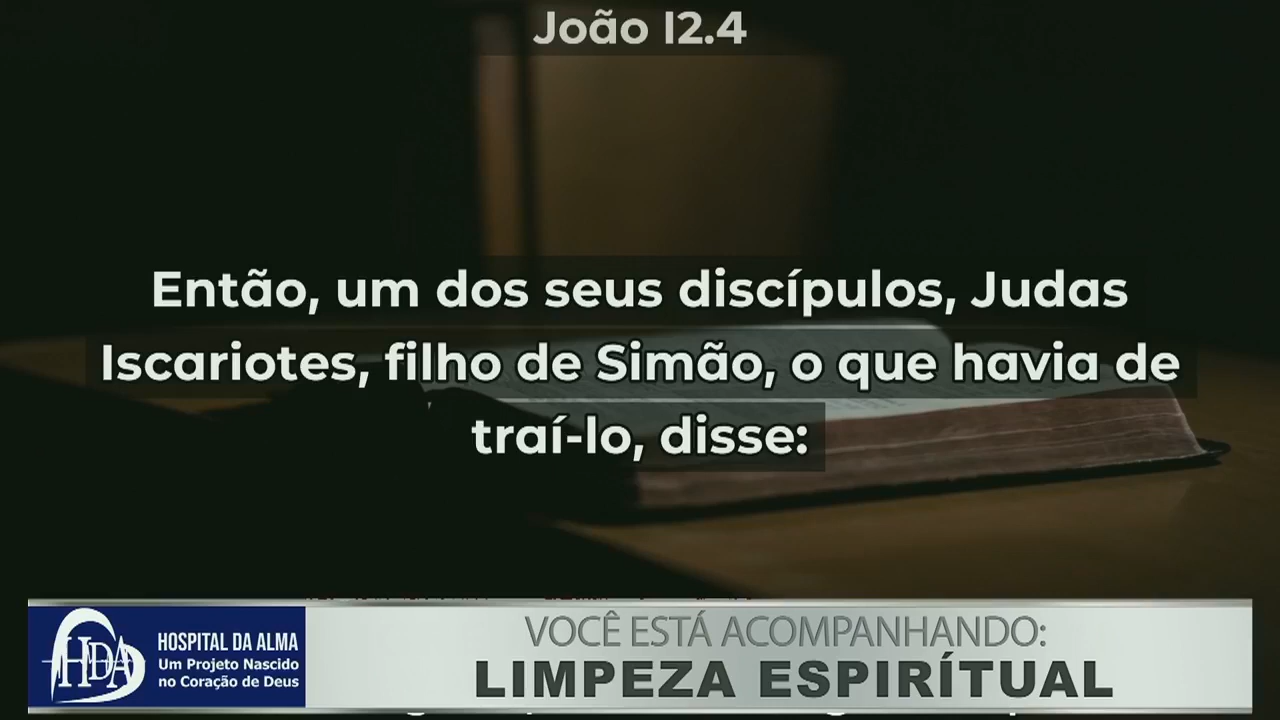 João 12.4
Então, um dos seus discípulos, Judas
Iscariotes, filho de Simão, o que havia de
traí-lo, disse:
HDA
HOSPITAL DA ALMA
Um Projeto Nascido
no Coração de Deus
VOCÊ ESTÁ ACOMPANHANDO:
LIMPEZA ESPIRÍTUAL